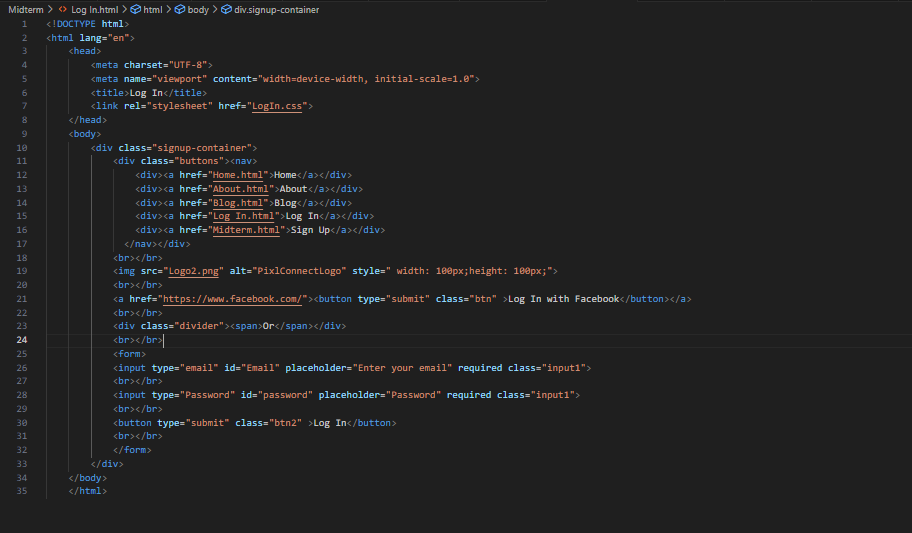 Midterm > <> Log In.html > html > body > div.signup-container
1 <!DOCTYPE html>
2 <html lang="en">
3 <head>
4 <meta charset="UTF-8">
5 <meta name="viewport" content="width=device-width, initial-scale=1.0">
6 <title>Log In</title>
7 <link rel="stylesheet" href="LogIn.css">
8 </head>
9 <body>
10 <div class="signup-container">
11 <div class="buttons"><nav>
12 <div><a href="Home.html">Home</a></div>
13 <div><a href="About.html">About</a></div>
14 <div><a href="Blog.html">Blog</a></div>
15 <div><a href="Log In.html">Log In</a></div>
16 <div><a href="Midterm.html">Sign Up</a></div>
17 </nav></div>
18 <br></br>
19 <img src="Logo2.png" alt="PixlConnectLogo" style=" width: 100px;height: 100px;">
20 <br></br>
21 <a href="https://www.facebook.com/"><button type="submit" class="btn" >Log In with Facebook</button></a>
22 <br></br>
23 <div class="divider"><span>Or</span></div>
24 <br></br>
25 <form>
26 <input type="email" id="Email" placeholder="Enter your email" required class="input1">
27 <br></br>
28 <input type="Password" id="password" placeholder="Password" required class="input1">
29 <br></br>
30 <button type="submit" class="btn2" >Log In</button>
31 <br></br>
32 </form>
33 </div>
34 </body>
35 </html>